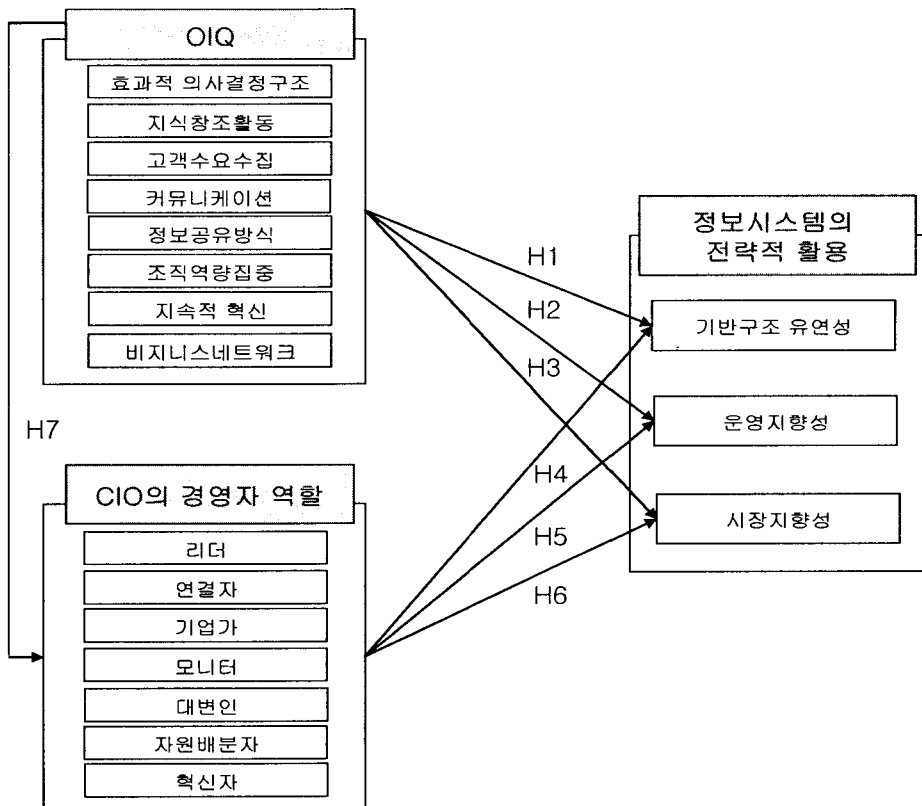 OIQ
효과적 의사결정구조
지식창조활동
고객수요수집
커뮤니케이션
정보공유방식
조직역량집중
지속적 혁신
비지니스네트워크
H7
CIO의 경영자 역할
리더
연결자
기업가
모니터
대변인
자원배분자
혁신자
H1
H2
H3
H4
H5
H6
정보시스템의
전략적 활용
기반구조 유연성
운영지향성
시장지향성